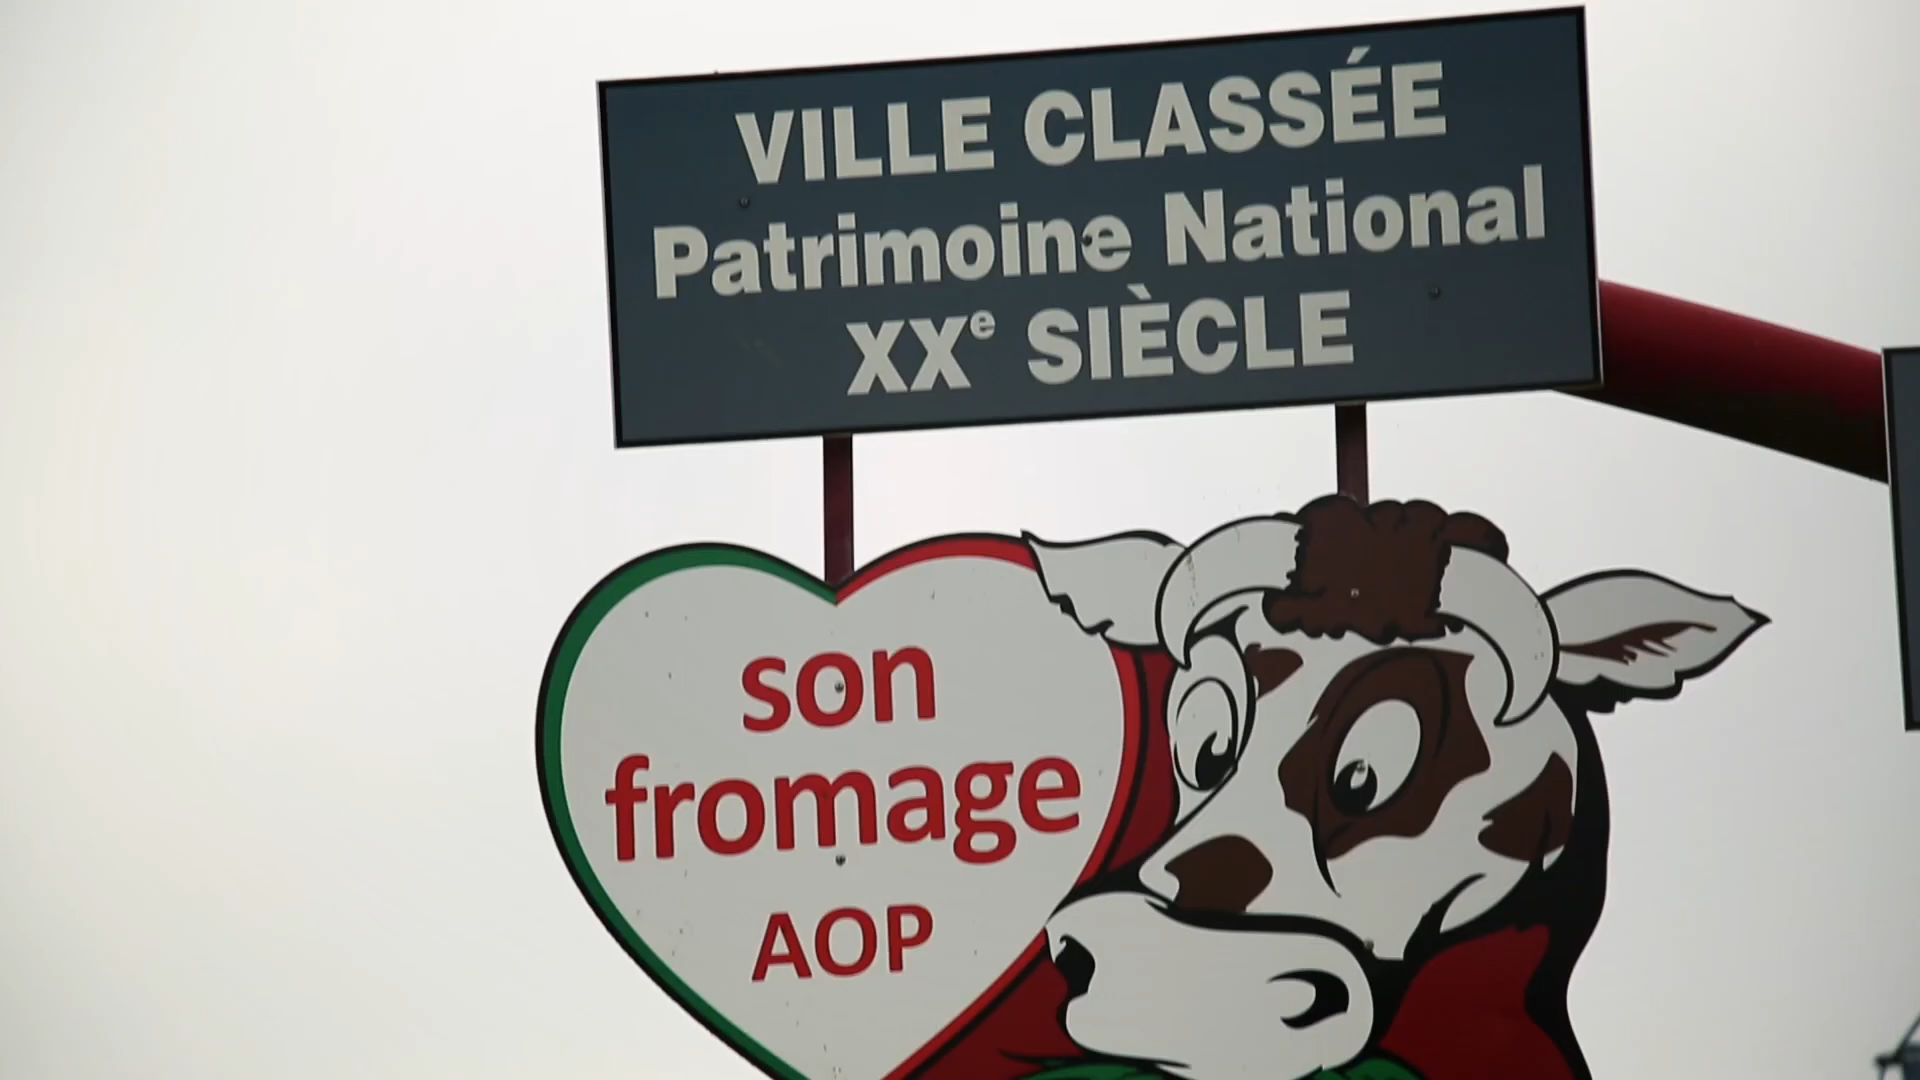 VILLE CLASSÉE
Patrimoine National
XXe SIÈCLE
son
fromage
AOP